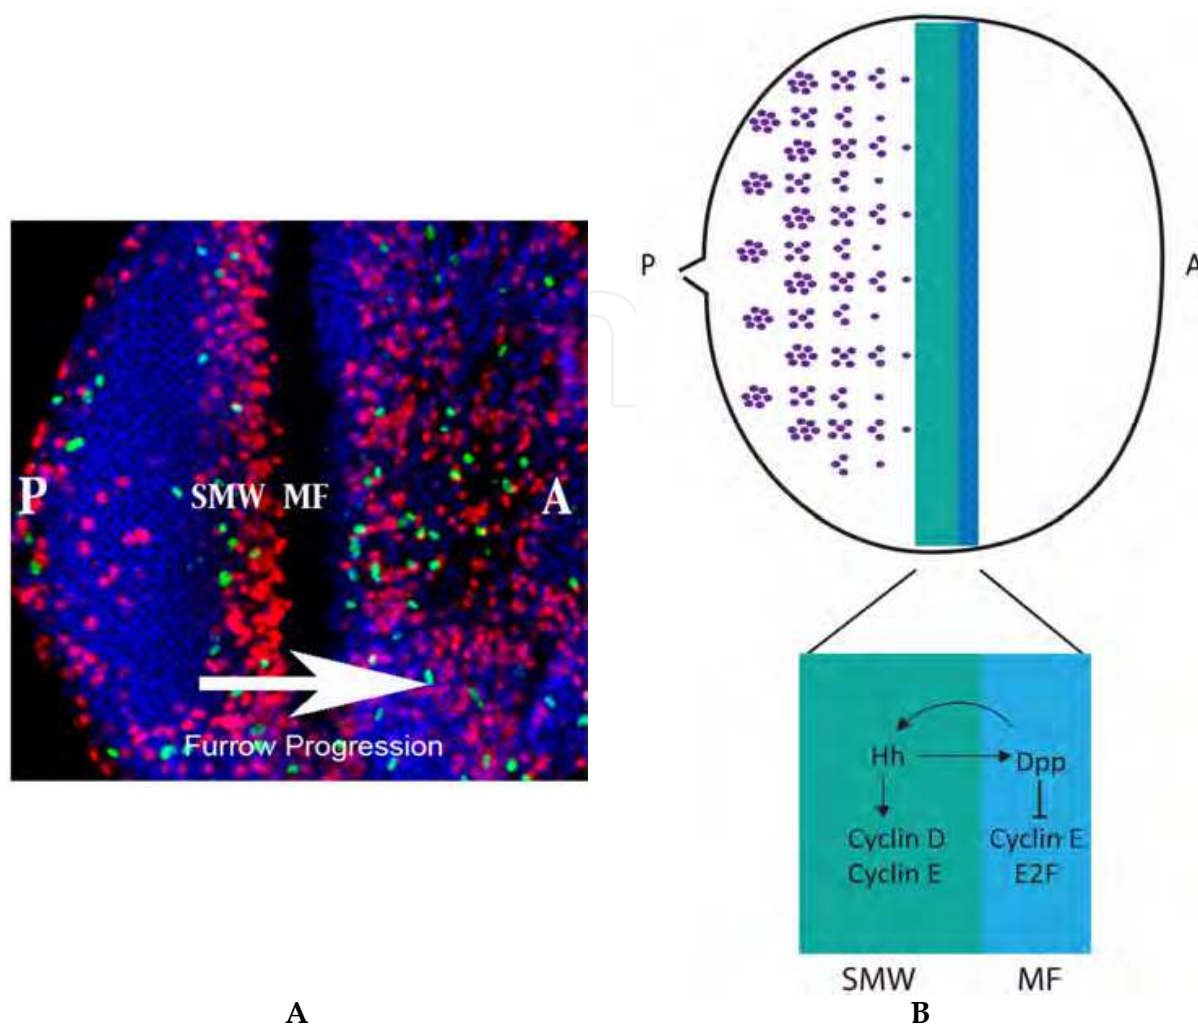 P
SMW MF
A
Furrow Progression
A
P
A
Hh
Dpp
Cyclin D
Cyclin E
Cyclin E
E2F
SMW
MF
B